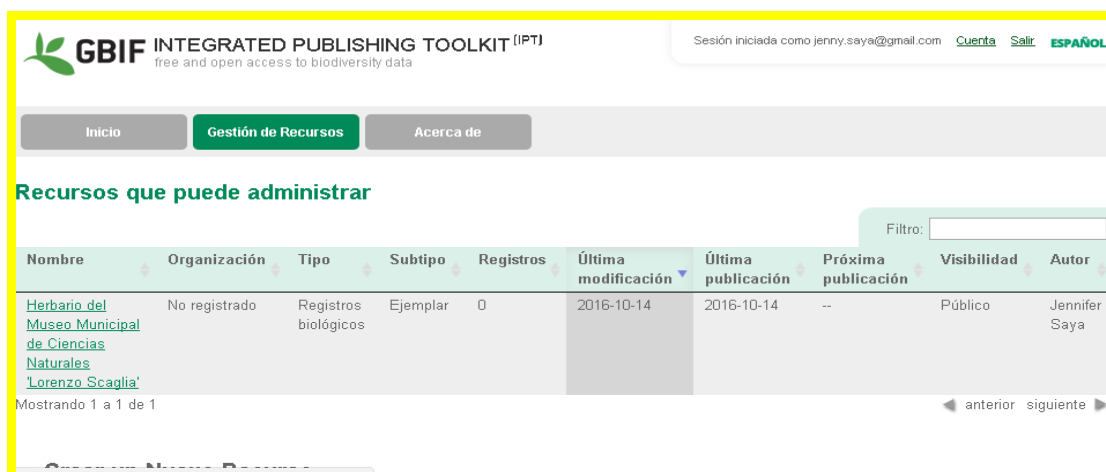 GBIF INTEGRATED PUBLISHING TOOLKIT (IPT)
free and open access to biodiversity data
Sesión iniciada como jenny.saya@gmail.com Cuenta Salir ESPAÑOL
Inicio Gestión de Recursos Acerca de
Recursos que puede administrar
Filtro:
Nombre Organización Tipo Subtipo Registros Última modificación Última publicación Próxima publicación Visibilidad Autor
Herbario del No registrado Registros Ejemplar 0 2016-10-14 2016-10-14 -- Público Jennifer
Museo Municipal biológicos Saya
de Ciencias
Naturales
'Lorenzo Scaglia'
Mostrando 1 a 1 de 1 anterior siguiente
Crear un Nuevo Recurso